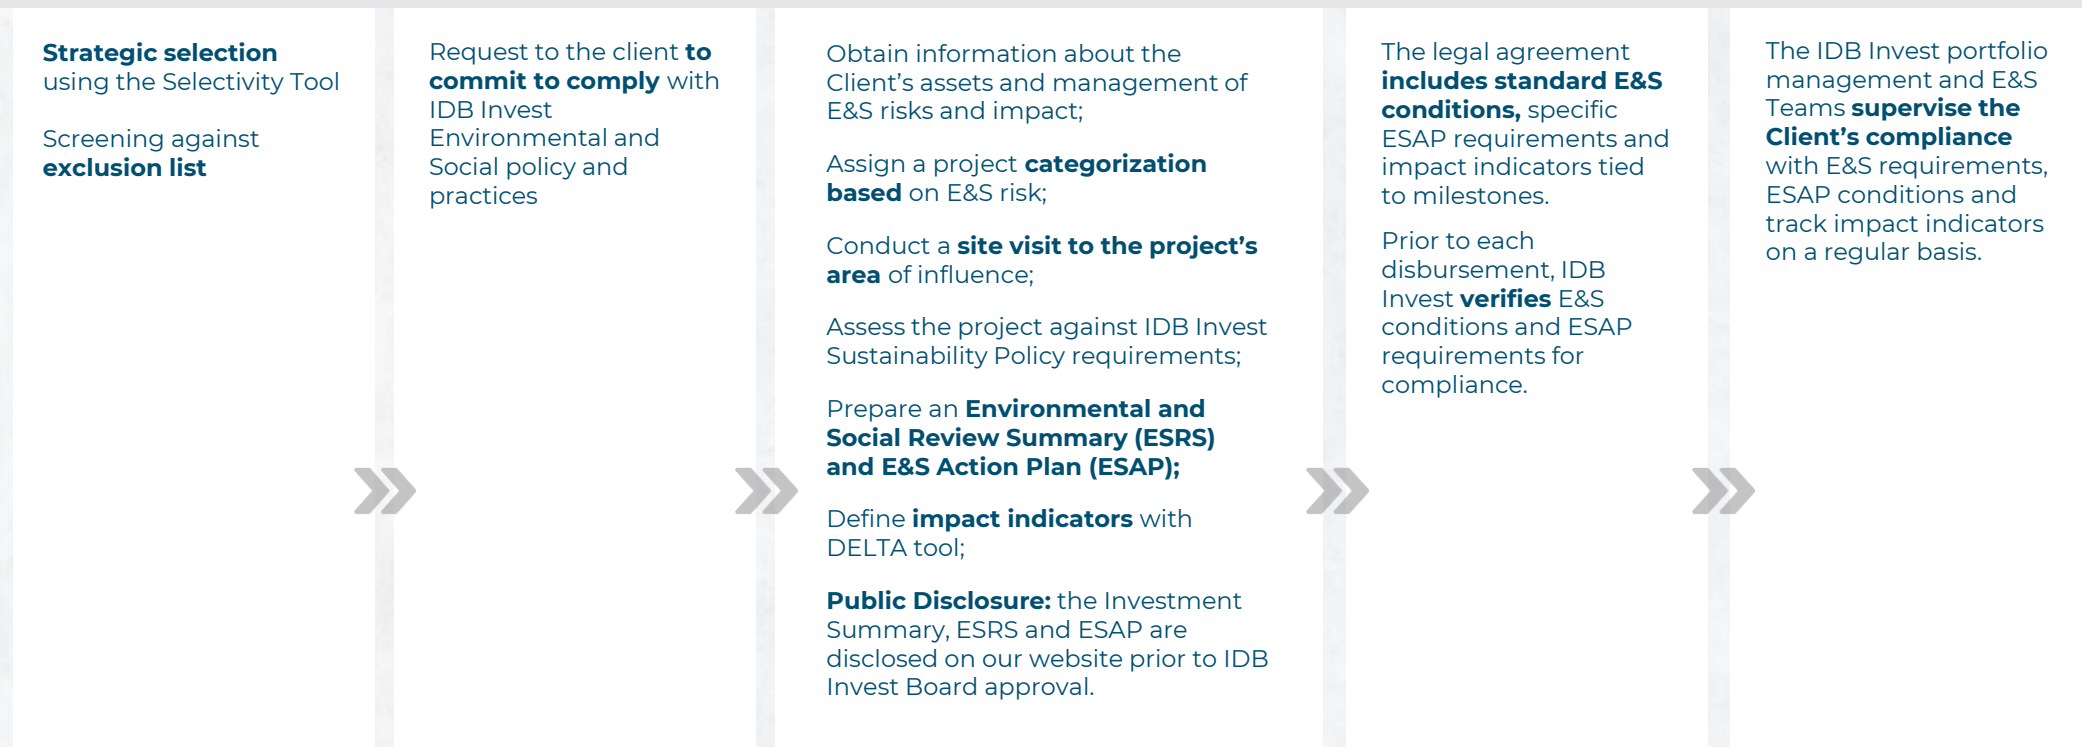 Strategic selection
using the Selectivity Tool
Screening against
exclusion list
Request to the client to
commit to comply with
IDB Invest
Environmental and
Social policy and
practices
Obtain information about the
Client’s assets and management of
E&S risks and impact;
Assign a project categorization
based on E&S risk;
Conduct a site visit to the project’s
area of influence;
Assess the project against IDB Invest
Sustainability Policy requirements;
Prepare an Environmental and
Social Review Summary (ESRS)
and E&S Action Plan (ESAP);
Define impact indicators with
DELTA tool;
Public Disclosure: the Investment
Summary, ESRS and ESAP are
disclosed on our website prior to IDB
Invest Board approval.
The legal agreement
includes standard E&S
conditions, specific
ESAP requirements and
impact indicators tied
to milestones.
Prior to each
disbursement, IDB
Invest verifies E&S
conditions and ESAP
requirements for
compliance.
The IDB Invest portfolio
management and E&S
Teams supervise the
Client’s compliance
with E&S requirements,
ESAP conditions and
track impact indicators
on a regular basis.